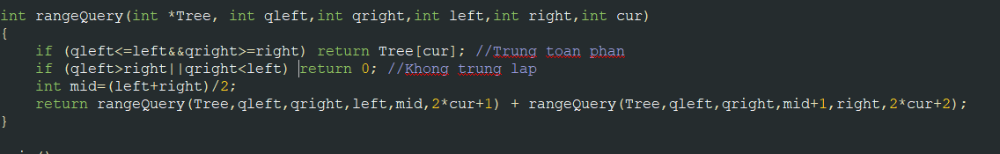 int rangeQuery(int *Tree, int qleft,int qright,int left,int right,int cur)
{
    if (qleft<=left&&qright>=right) return Tree[cur]; //Trung toan phan
    if (qleft>right||qright<left) return 0; //Khong trung lap
    int mid=(left+right)/2;
    return rangeQuery(Tree,qleft,qright,left,mid,2*cur+1) + rangeQuery(Tree,qleft,qright,mid+1,right,2*cur+2);
}